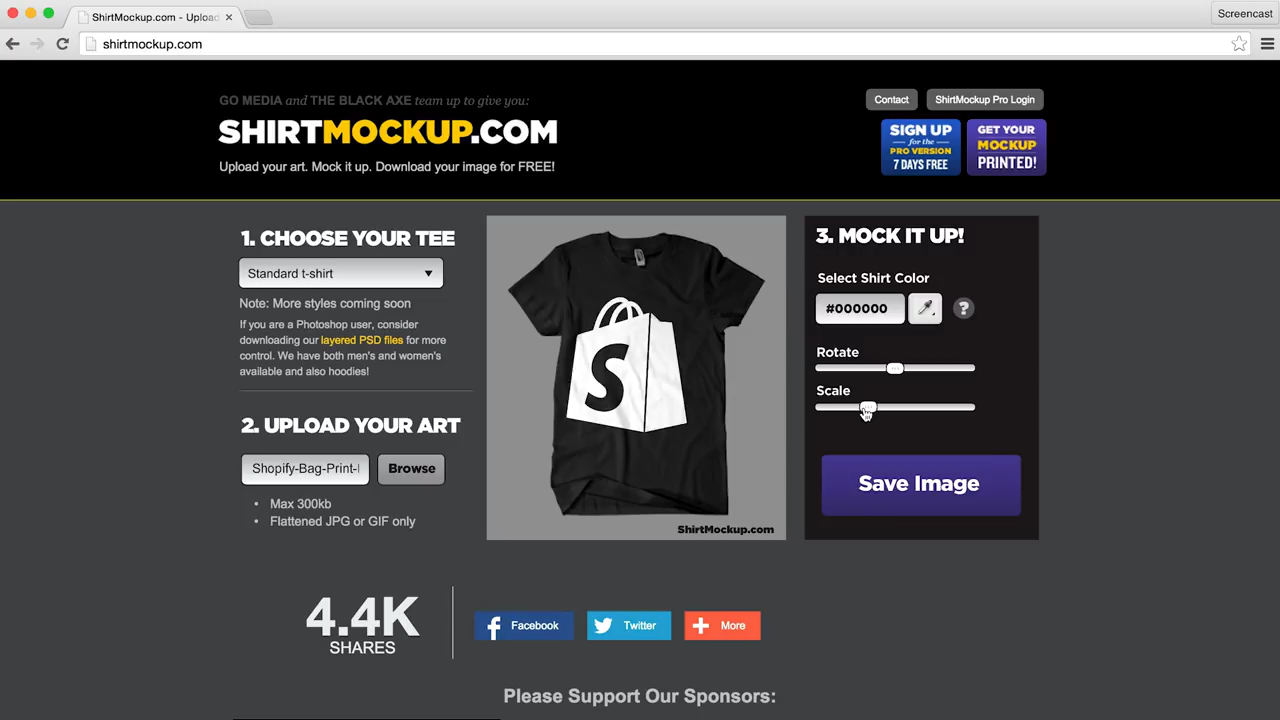 ShirtMockup.com - Upload
Screencast
shirtmockup.com
GO MEDIA and THE BLACK AXE team up to give you:
SHIRTMOCKUP.COM
Upload your art. Mock it up. Download your image for FREE!
Contact
ShirtMockup Pro Login
SIGN UP
for the
PRO VERSION
7 DAYS FREE
GET YOUR
MOCKUP
PRINTED!
1. CHOOSE YOUR TEE
Standard t-shirt
Note: More styles coming soon
If you are a Photoshop user, consider
downloading our layered PSD files for more
control. We have both men's and women's
available and also hoodies!
2. UPLOAD YOUR ART
Shopify-Bag-Print-
Browse
• Max 300kb
• Flattened JPG or GIF only
S
ShirtMockup.com
3. MOCK IT UP!
Select Shirt Color
#000000
?
Rotate
Scale
Save Image
4.4K
SHARES
Facebook
Twitter
More
Please Support Our Sponsors: